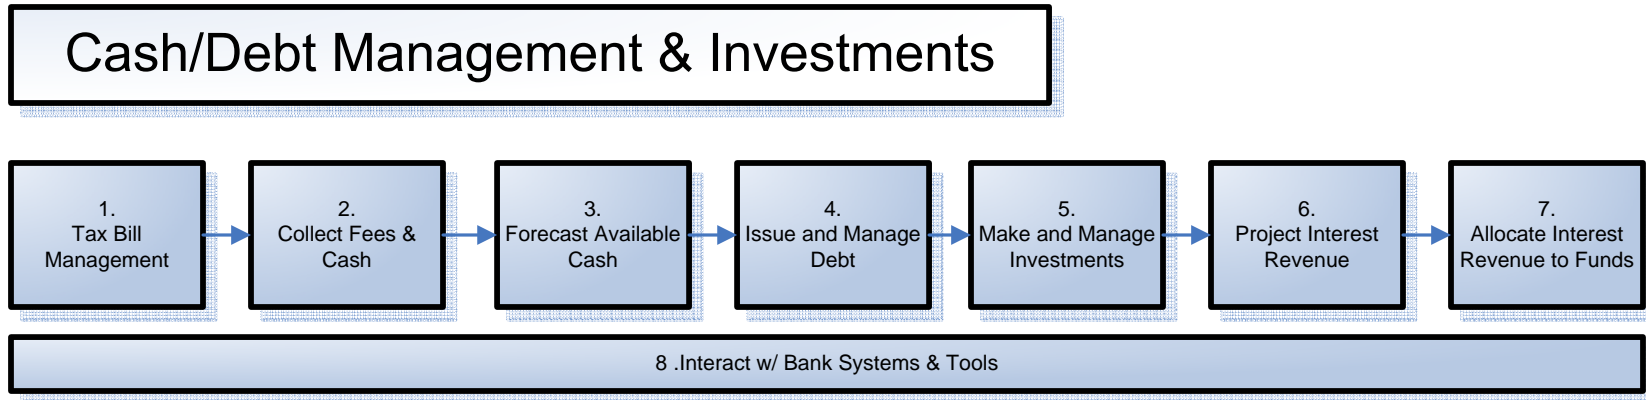 Cash/Debt Management & Investments
1.
Tax Bill
Management
2.
Collect Fees &
Cash
3.
Forecast Available
Cash
4.
Issue and Manage
Debt
5.
Make and Manage
Investments
6.
Project Interest
Revenue
7.
Allocate Interest
Revenue to Funds
8 .Interact w/ Bank Systems & Tools